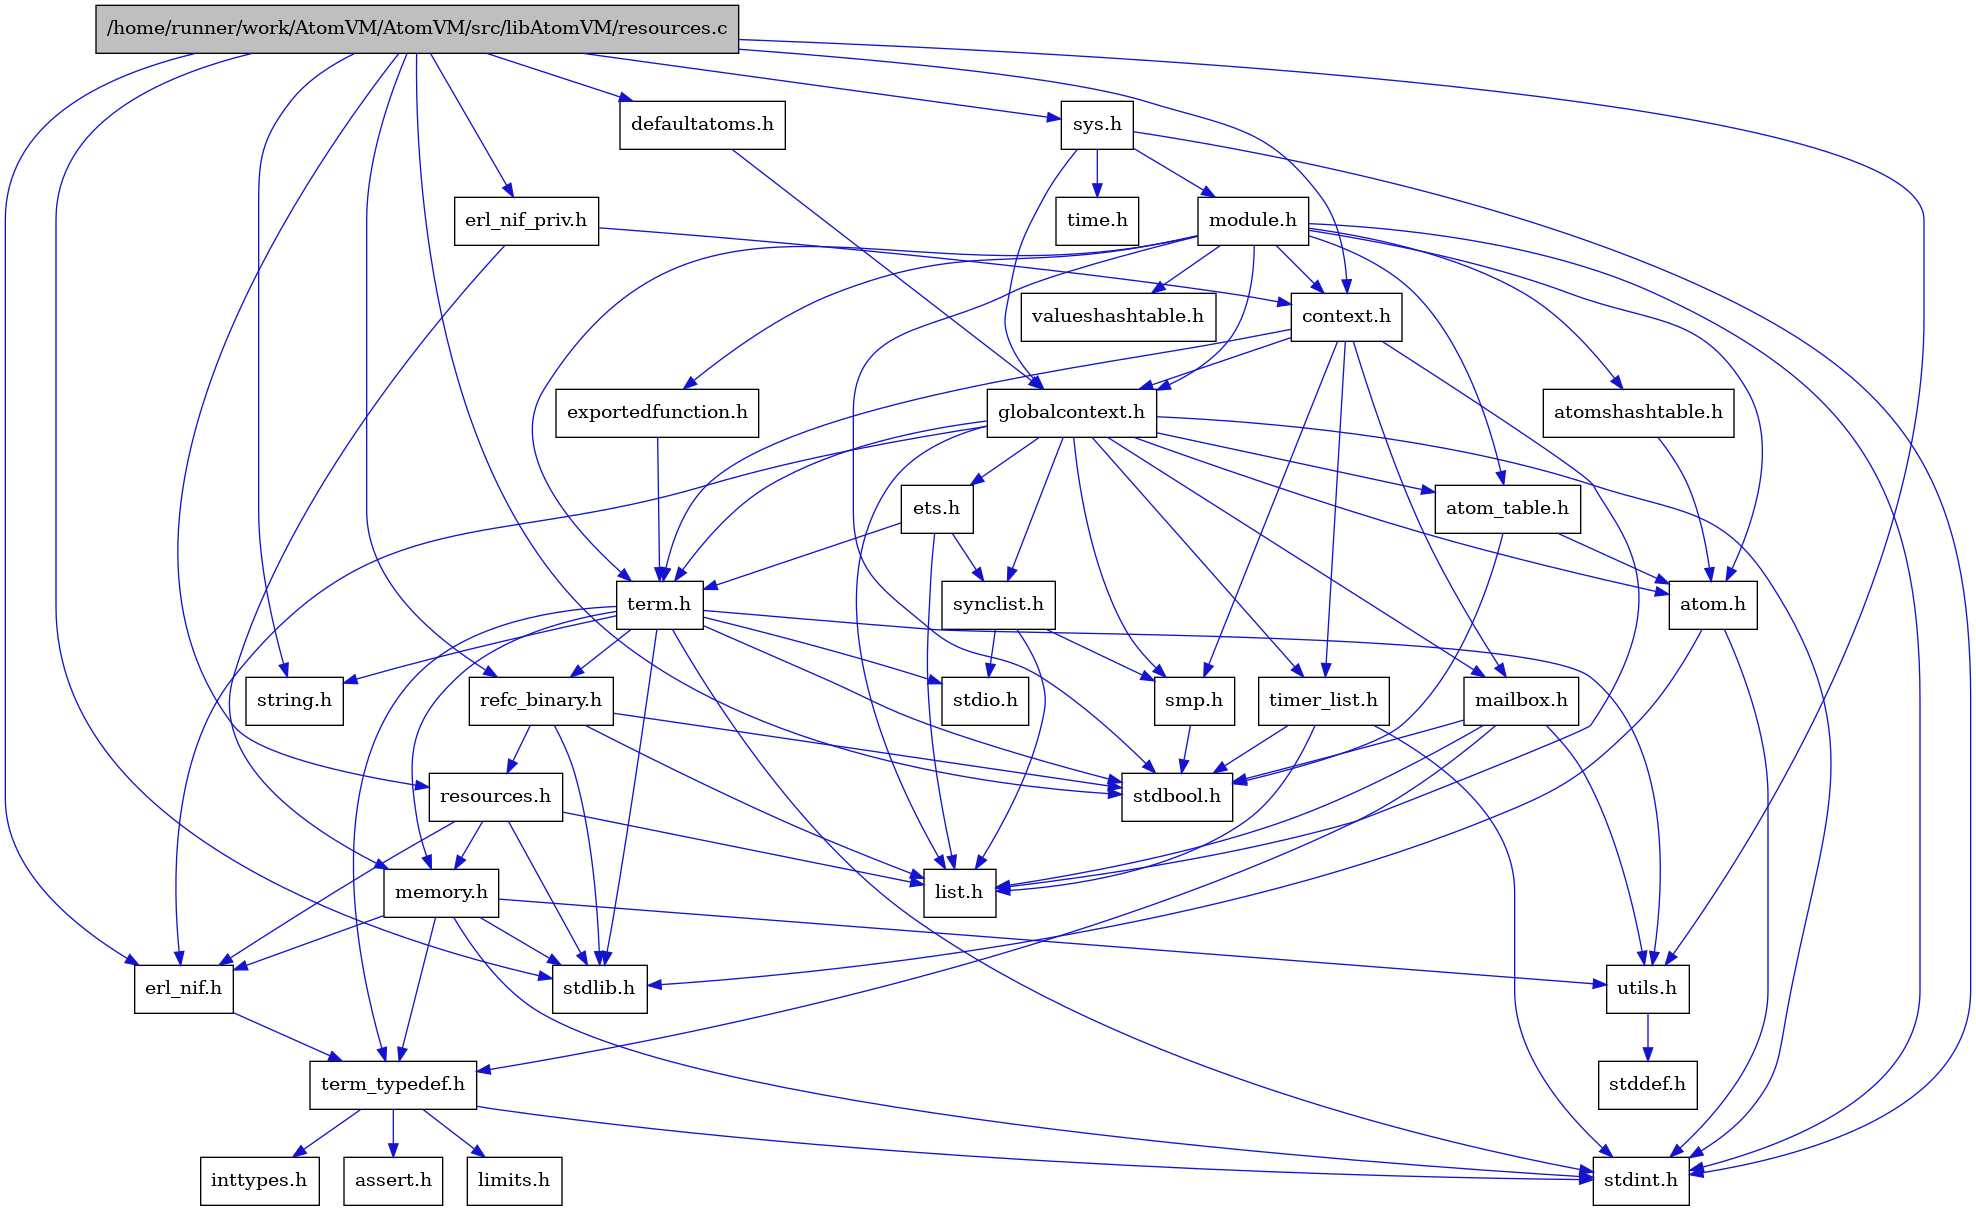 /home/runner/work/AtomVM/AtomVM/src/libAtomVM/resources.c
defaultatoms.h
sys.h
erl_nif_priv.h
time.h
module.h
valueshashtable.h
context.h
exportedfunction.h
globalcontext.h
atomshashtable.h
ets.h
atom_table.h
term.h
synclist.h
atom.h
string.h
refc_binary.h
stdio.h
smp.h
timer_list.h
mailbox.h
resources.h
stdbool.h
memory.h
list.h
erl_nif.h
stdlib.h
utils.h
term_typedef.h
stddef.h
inttypes.h
assert.h
limits.h
stdint.h